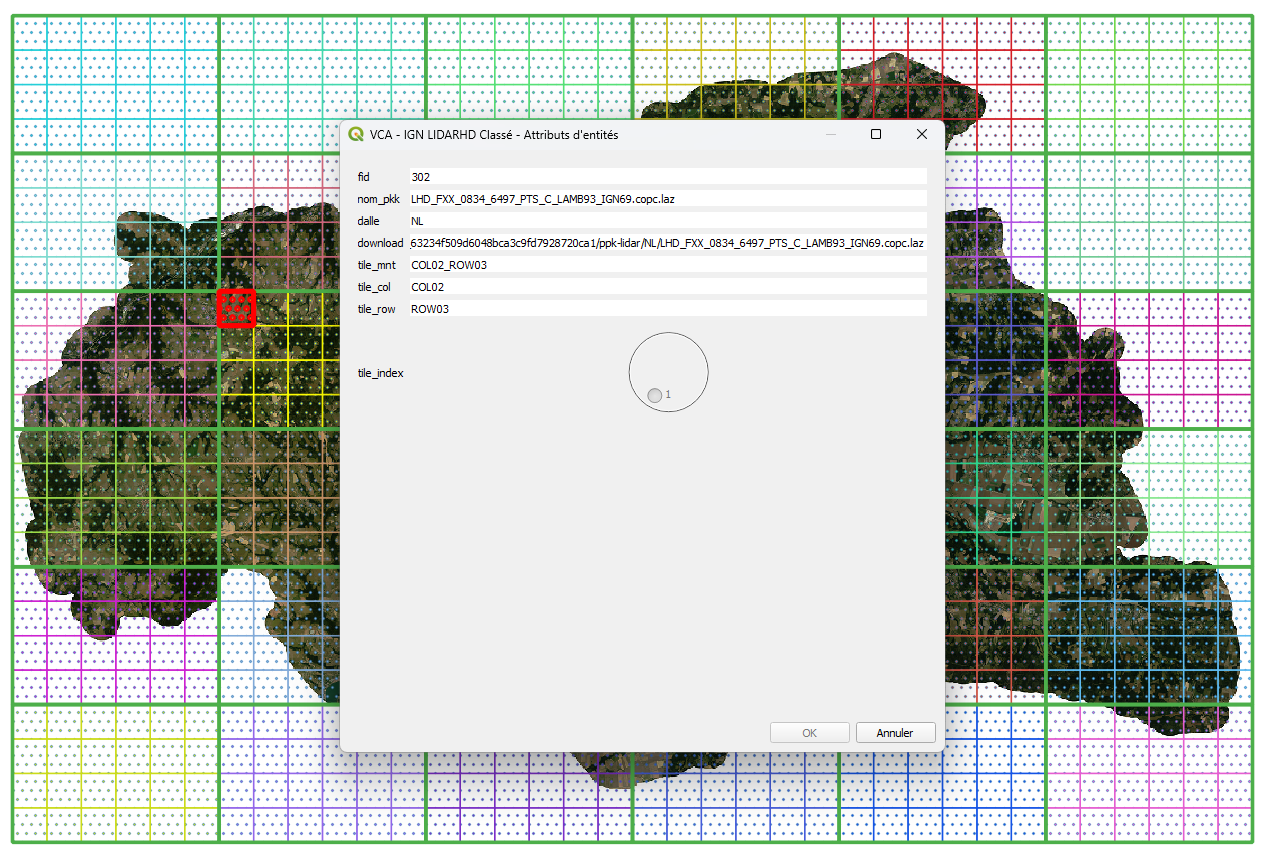 VCA - IGN LIDARHD Classé - Attributs d'entités
fid 302
nom_pkk LHD_FXX_0834_6497_PTS_C_LAMB93_IGN69.copc.laz
dalle NL
download 63234f509d6048bca3c9fd7928720ca1/ppk-lidar/NL/LHD_FXX_0834_6497_PTS_C_LAMB93_IGN69.copc.laz
tile_mnt COL02_ROW03
tile_col COL02
tile_row ROW03
tile_index 1
OK Annuler